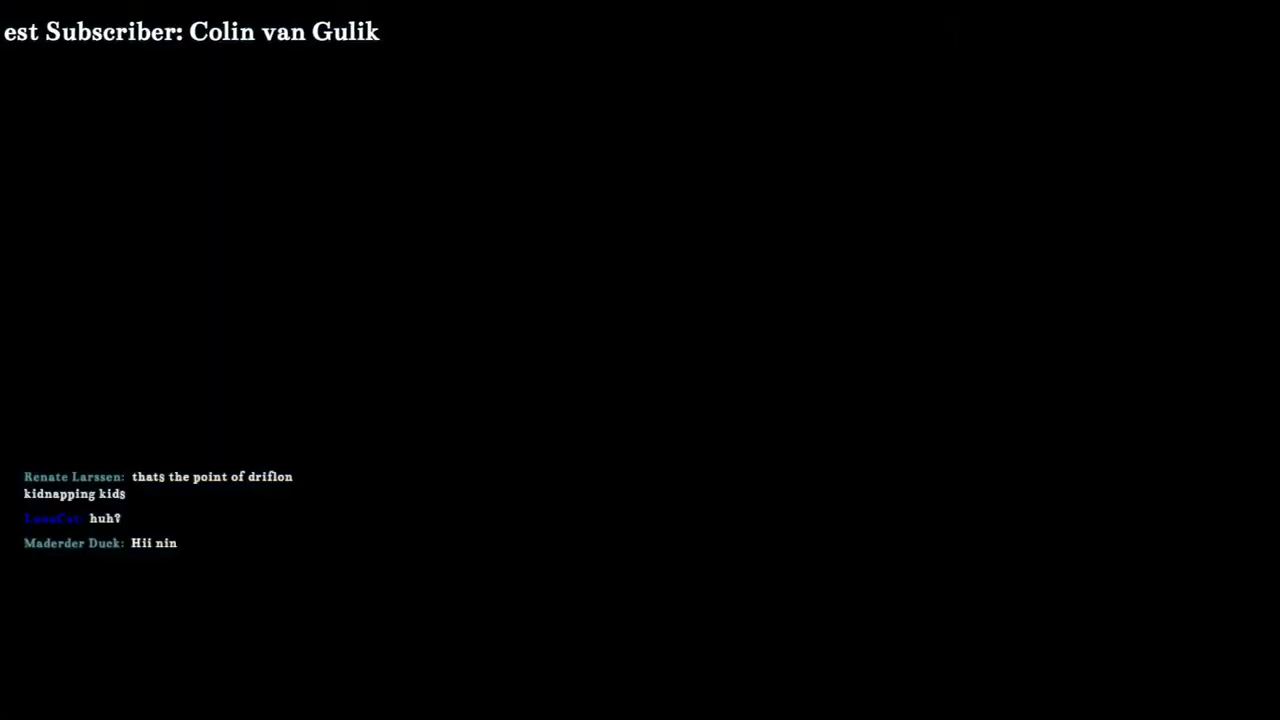 est Subscriber: Colin van Gulik
Renate Larssen: thats the point of driflon
kidnapping kids
LunaCat: huh?
Maderder Duck: Hii nin